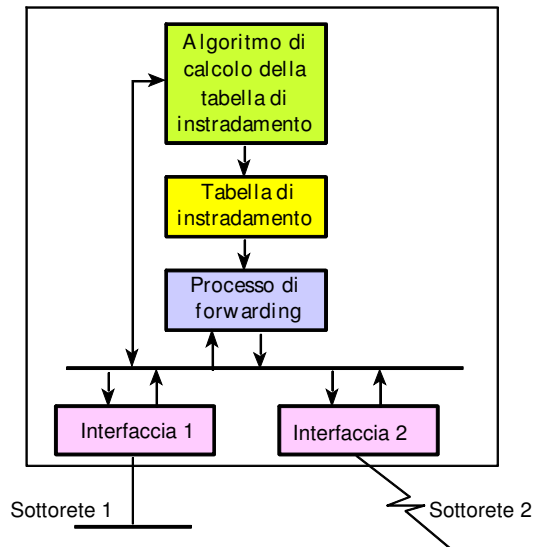 Algoritmo di
calcolo della
tabella di
instradamento
Tabella di
instradamento
Processo di
forwarding
Interfaccia 1
Interfaccia 2
Sottorete 1
Sottorete 2